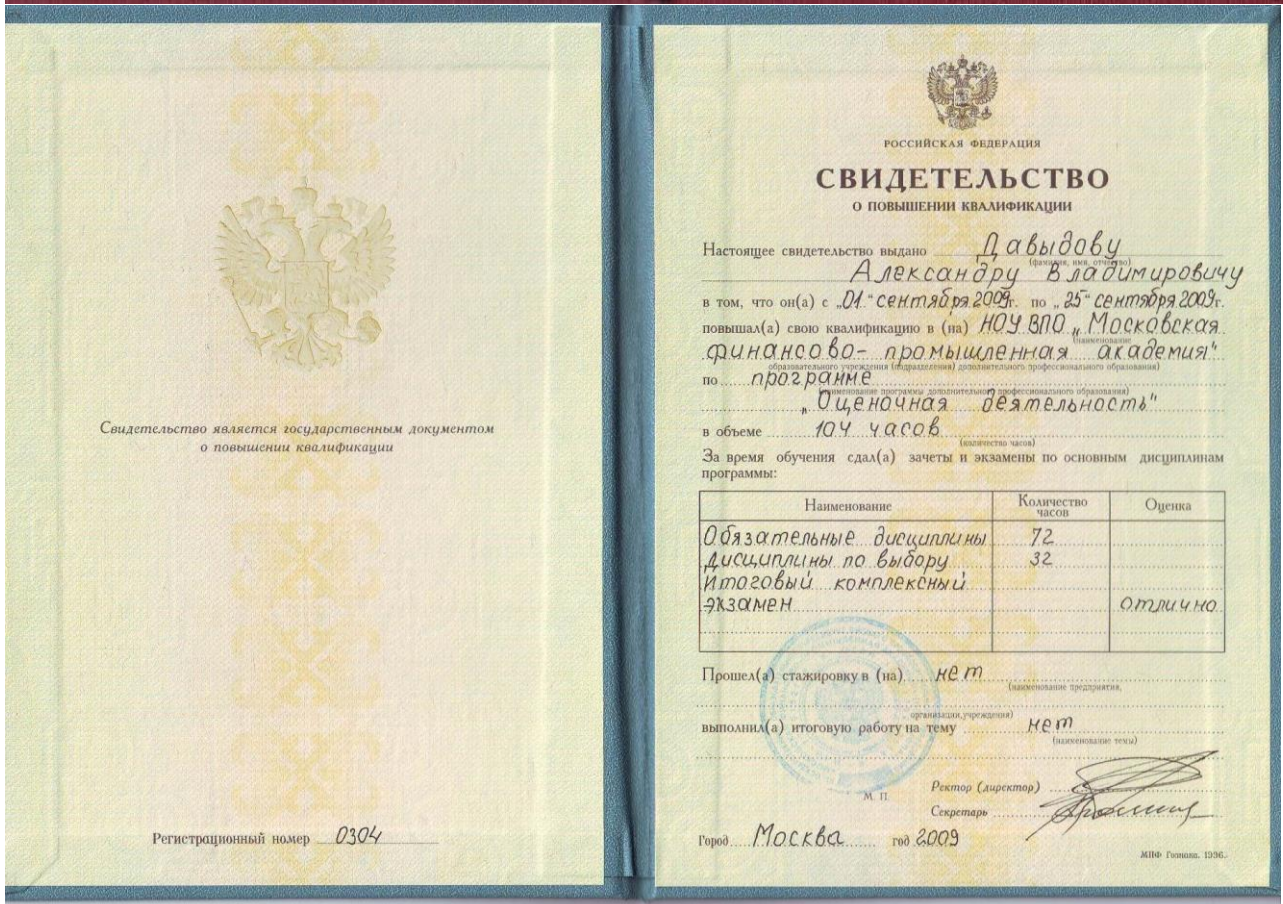 Свидетельство является государственным документом
о повышении квалификации
Регистрационный номер 0304
РОССИЙСКАЯ ФЕДЕРАЦИЯ
СВИДЕТЕЛЬСТВО
О ПОВЫШЕНИИ КВАЛИФИКАЦИИ
Настоящее свидетельство выдано Давыдову
(фамилия, имя, отчество)
Александру Владимировичу
в том, что он(а) с „01" сентября 2009г. по „25" сентября 2009г.
повышал(а) свою квалификацию в (на) НОУ ВПО „Московская
(наименование
финансово- промышленная академия"
образовательного учреждения (подразделения) дополнительного профессионального образования)
по программе
(наименование программы дополнительного профессионального образования)
„Оценочная деятельность"
в объеме 104 часов
(количество часов)
За время обучения сдал(а) зачеты и экзамены по основным дисциплинам
программы:
Наименование Количество часов Оценка
Обязательные дисциплины 72
Дисциплины по выбору 32
Итоговый комплексный
экзамен отлично
Прошел(а) стажировку в (на) нет
(наименование предприятия,
организации, учреждения)
выполнил(а) итоговую работу на тему нет
(наименование темы)
М. П.
Ректор (директор)
Секретарь
Город Москва год 2009
МПФ Гознака. 1996.